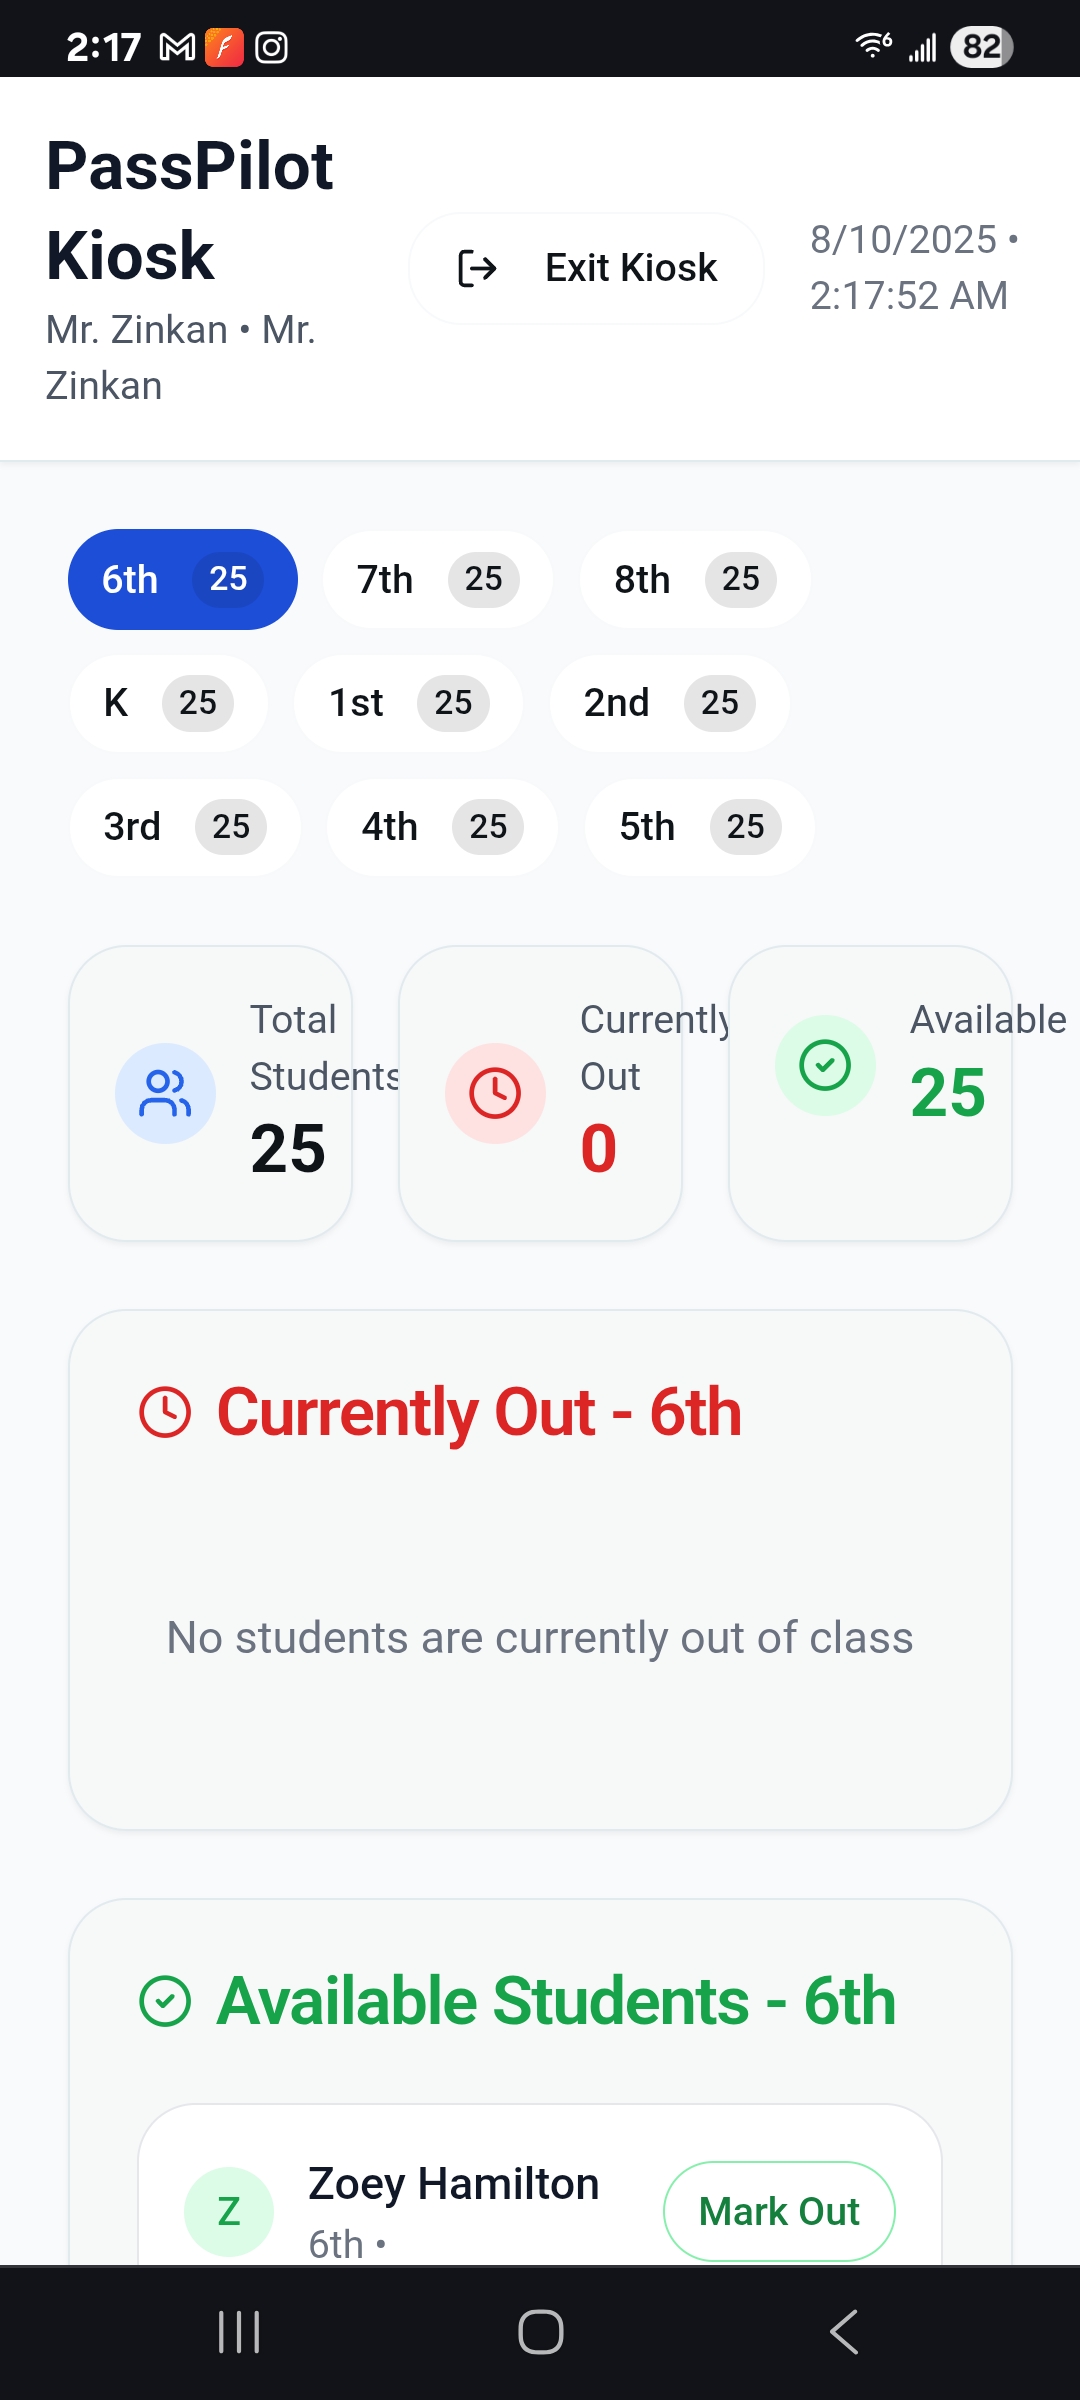 2:17
6
82
PassPilot
Kiosk
Mr. Zinkan • Mr.
Zinkan
Exit Kiosk
8/10/2025 •
2:17:52 AM
6th 25
7th 25
8th 25
K 25
1st 25
2nd 25
3rd 25
4th 25
5th 25
Total
Students
25
Currently
Out
0
Available
25
Currently Out - 6th
No students are currently out of class
Available Students - 6th
Z
Zoey Hamilton
6th •
Mark Out